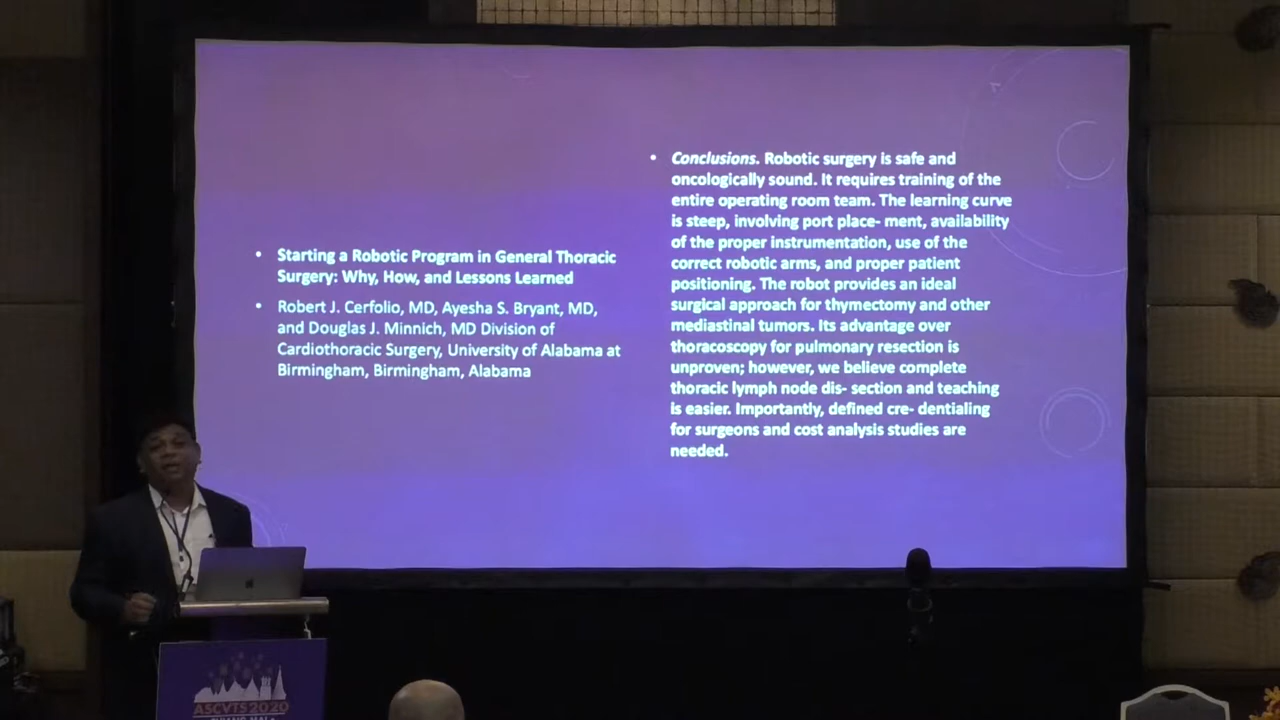 • Starting a Robotic Program in General Thoracic
Surgery: Why, How, and Lessons Learned
• Robert J. Cerfolio, MD, Ayesha S. Bryant, MD,
and Douglas J. Minnich, MD Division of
Cardiothoracic Surgery, University of Alabama at
Birmingham, Birmingham, Alabama
• Conclusions. Robotic surgery is safe and
oncologically sound. It requires training of the
entire operating room team. The learning curve
is steep, involving port place- ment, availability
of the proper instrumentation, use of the
correct robotic arms, and proper patient
positioning. The robot provides an ideal
surgical approach for thymectomy and other
mediastinal tumors. Its advantage over
thoracoscopy for pulmonary resection is
unproven; however, we believe complete
thoracic lymph node dis- section and teaching
is easier. Importantly, defined cre- dentialing
for surgeons and cost analysis studies are
needed.
ASCVTS2020